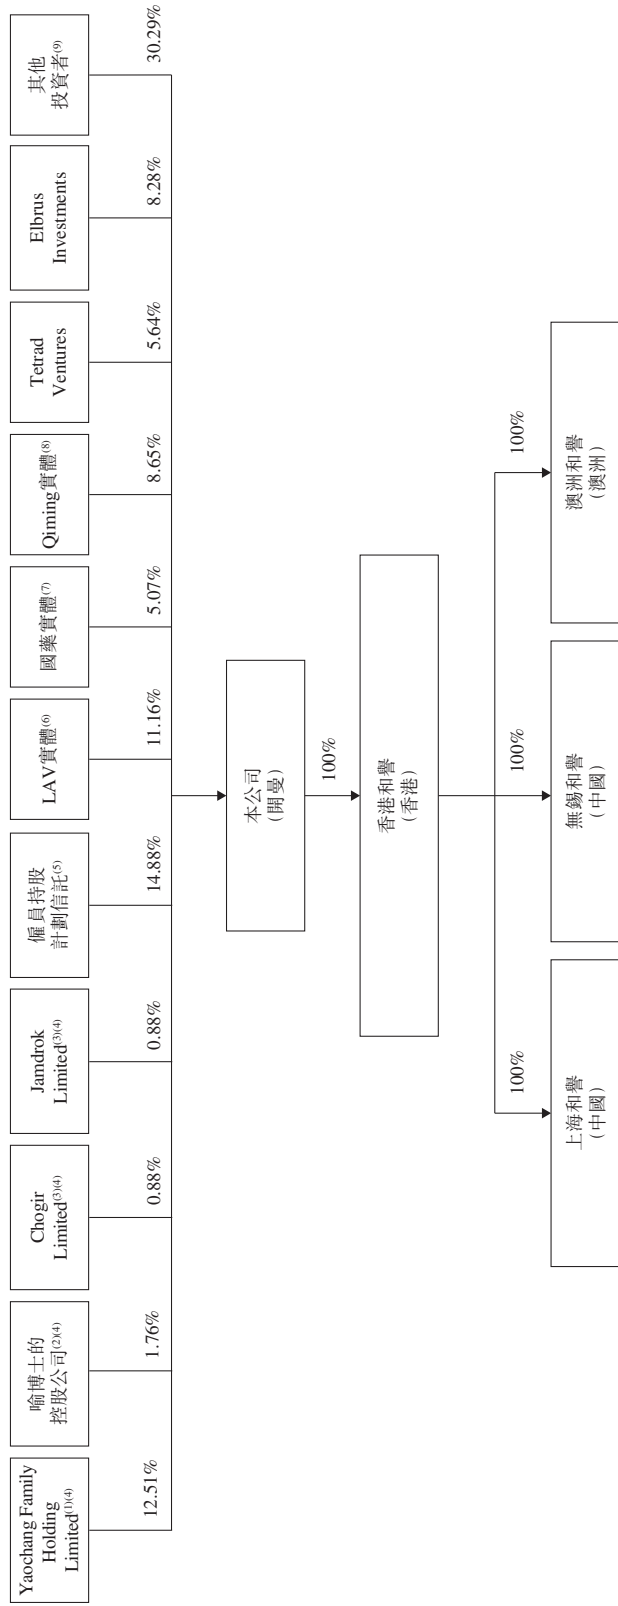 Yaochang Family
Holding
Limited(1)(4)
喻博士的
控股公司(2)(4)
Chogir
Limited(3)(4)
Jamdrok
Limited(3)(4)
僱員持股
計劃信託(5)
LAV實體(6)
國藥實體(7)
Qiming實體(8)
Tetrad
Ventures
Elbrus
Investments
其他
投資者(9)
12.51%
1.76%
0.88%
0.88%
14.88%
11.16%
5.07%
8.65%
5.64%
8.28%
30.29%
本公司
(開曼)
100%
香港和譽
(香港)
100%
100%
100%
上海和譽
(中國)
無錫和譽
(中國)
澳洲和譽
(澳洲)